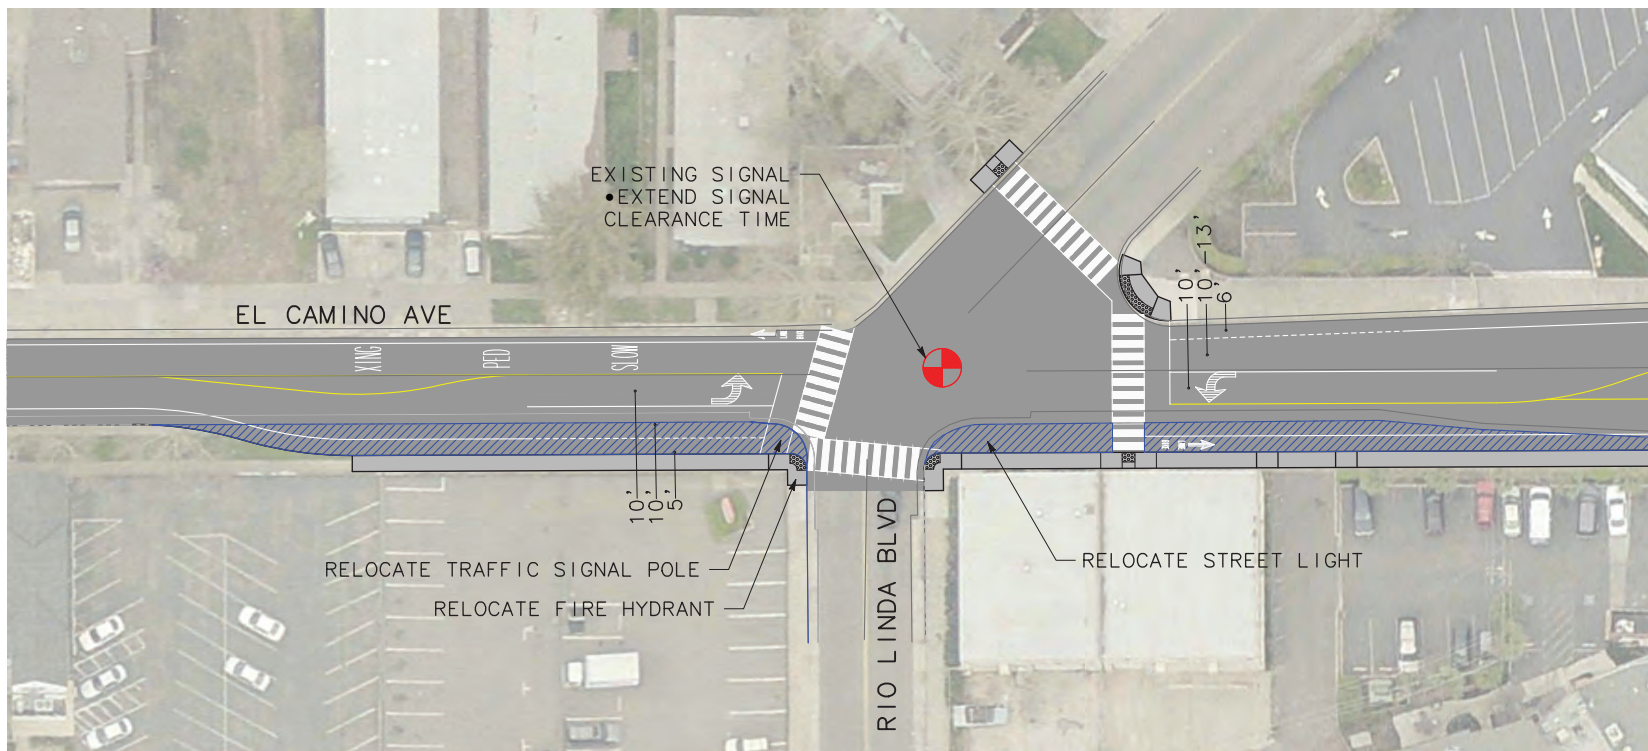 EXISTING SIGNAL
•EXTEND SIGNAL
CLEARANCE TIME
EL CAMINO AVE
XING
PED
SLOW
10'
10'-13'
6'
10'
10'
5'
RELOCATE TRAFFIC SIGNAL POLE
RELOCATE FIRE HYDRANT
RIO LINDA BLVD
RELOCATE STREET LIGHT